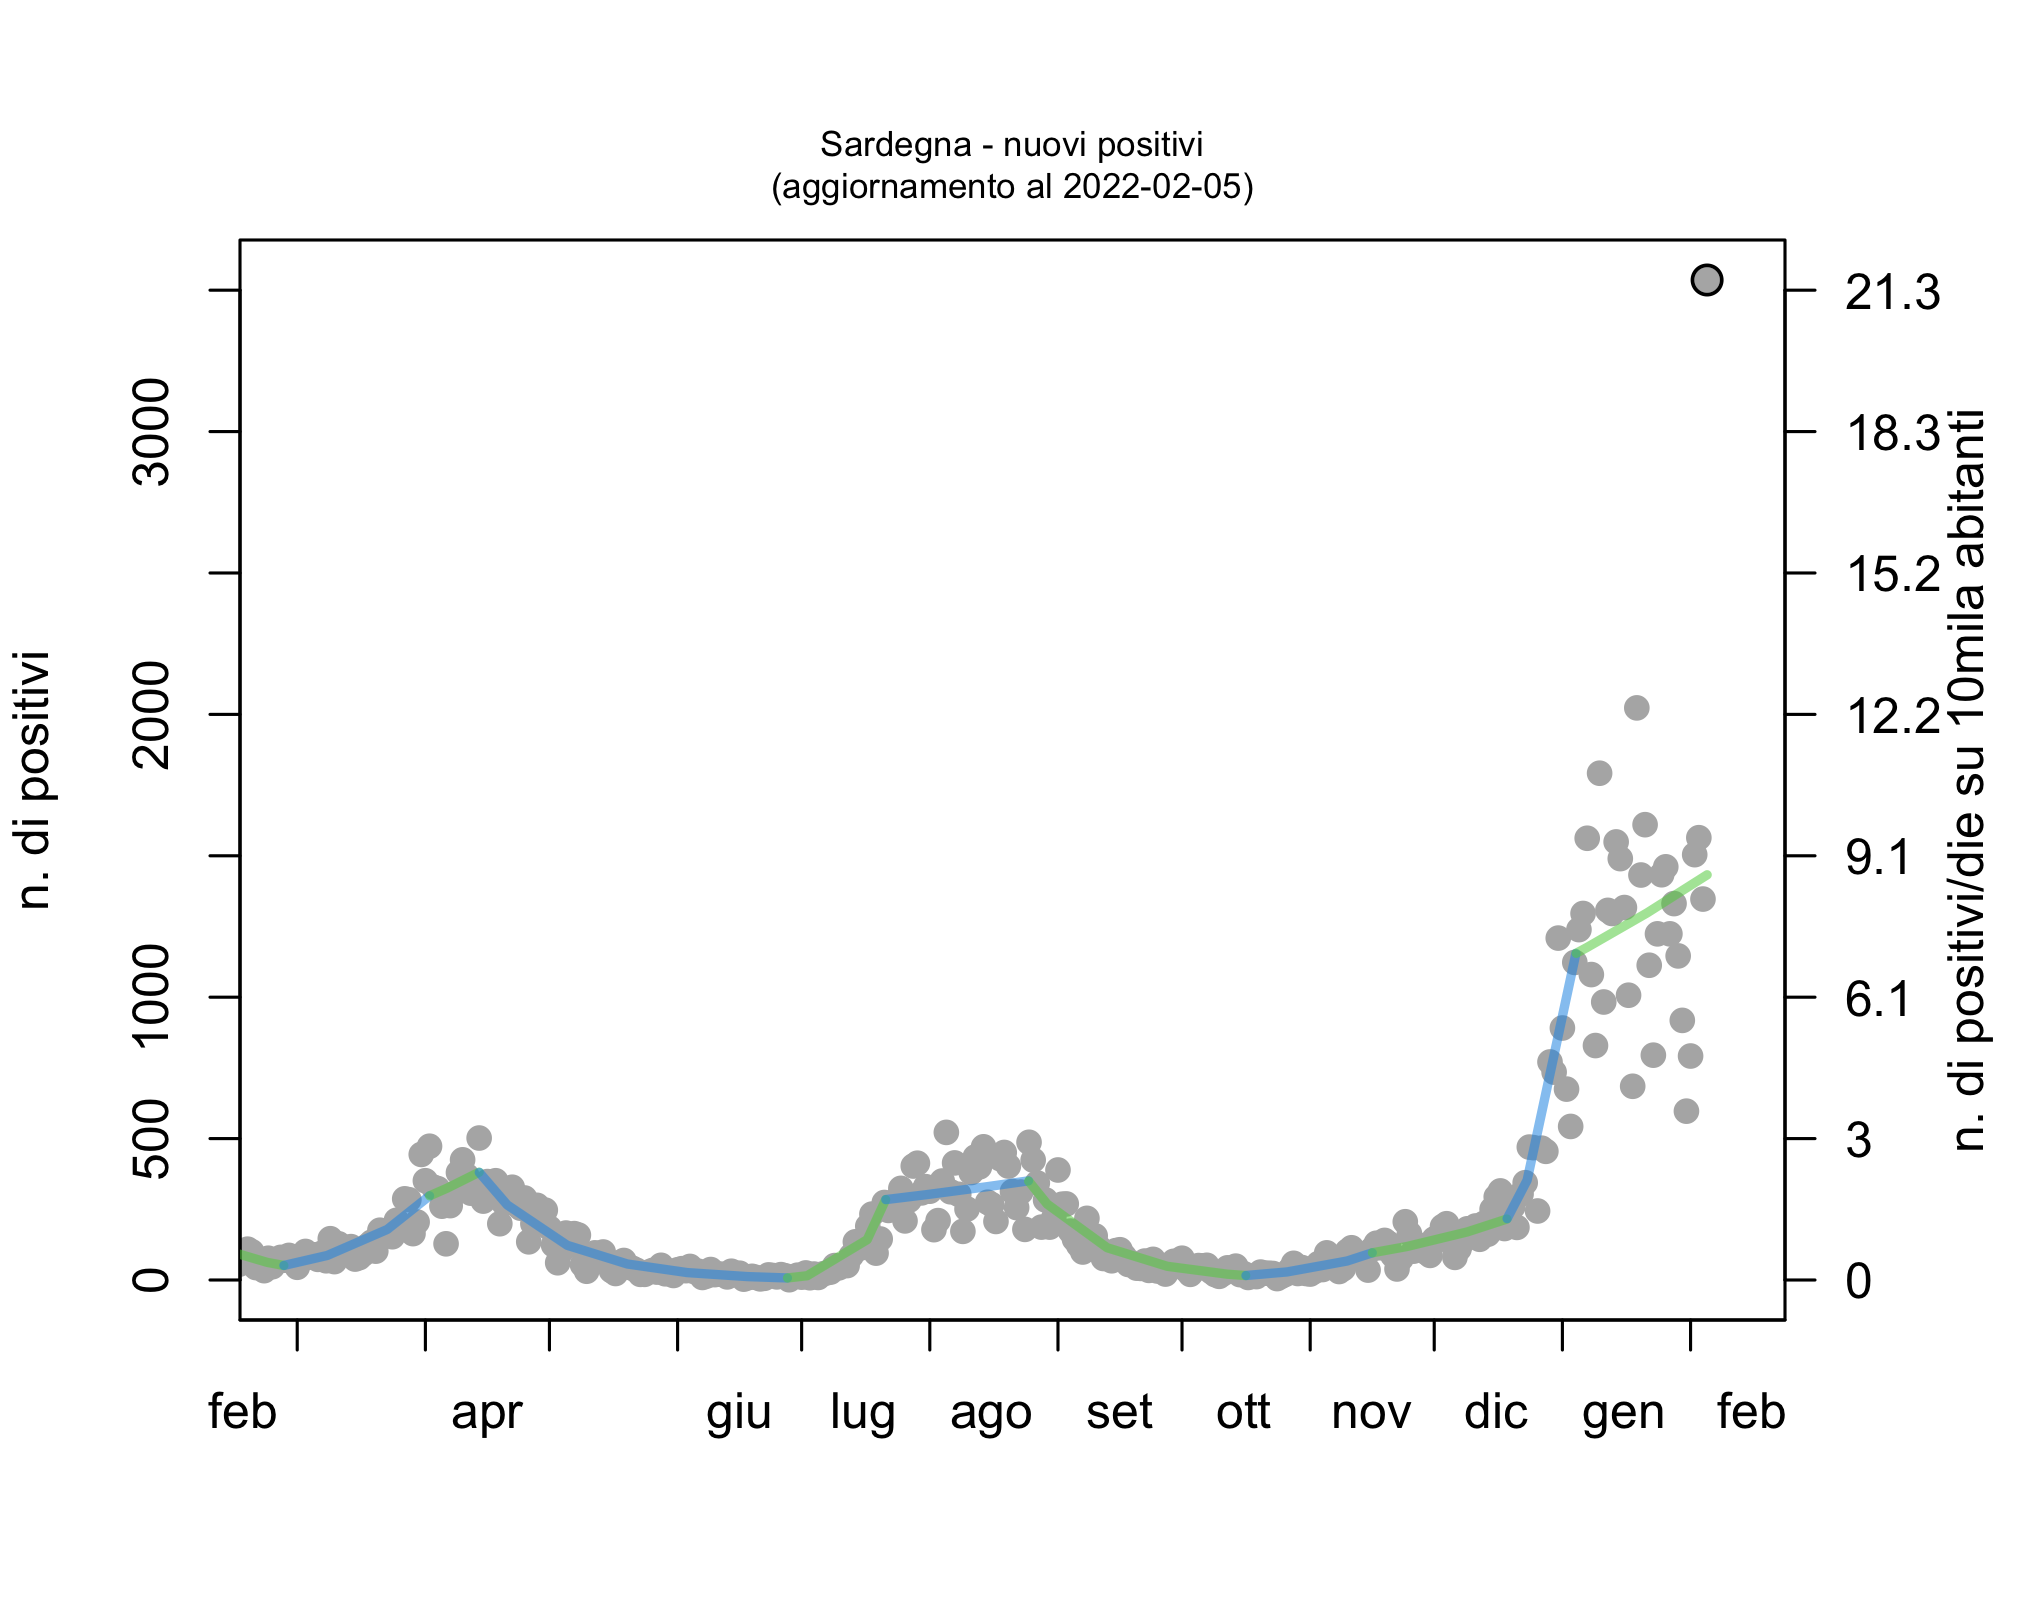 Sardegna - nuovi positivi
(aggiornamento al 2022-02-05)
n. di positivi
3000
2000
1000
500
0
21.3
18.3
15.2
12.2
9.1
6.1
3
0
n. di positivi/die su 10mila abitanti
feb apr giu lug ago set ott nov dic gen feb